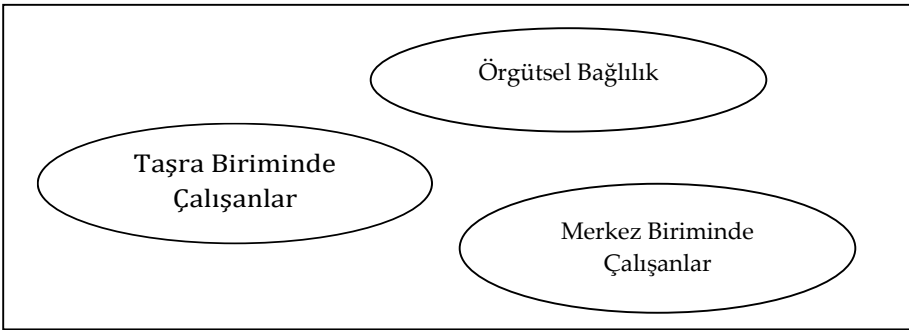 Örgütsel Bağlılık
Taşra Biriminde
Çalışanlar
Merkez Biriminde
Çalışanlar